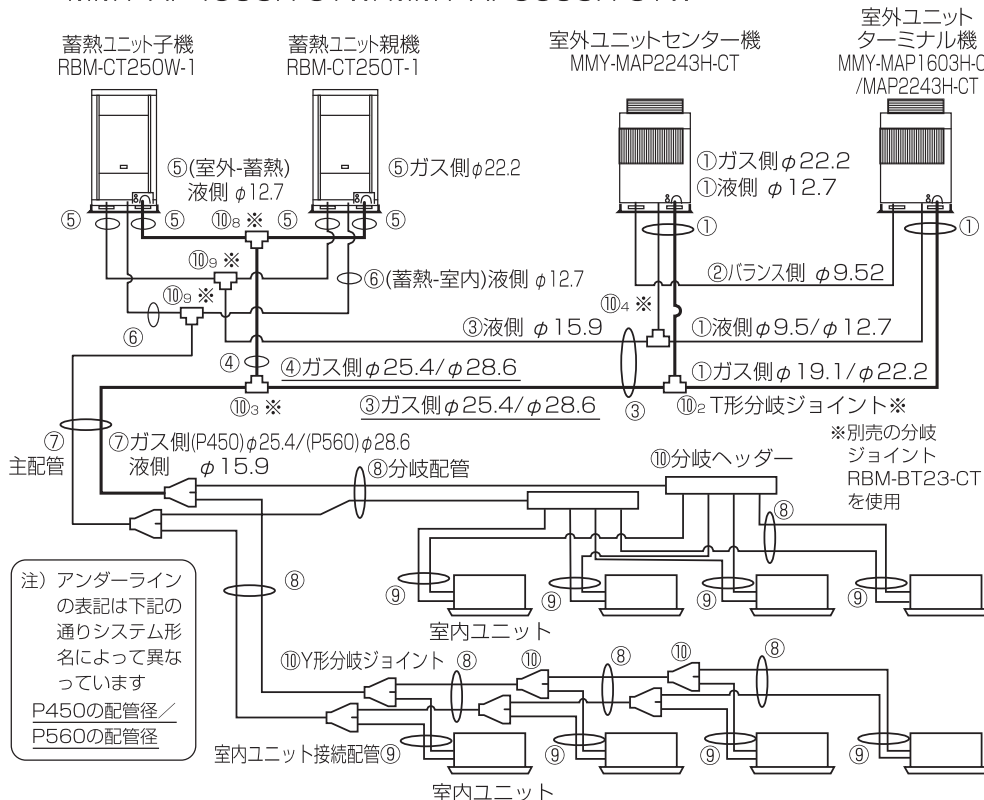 蓄熱ユニット子機
RBM-CT250W-1
蓄熱ユニット親機
RBM-CT250T-1
室外ユニットセンター機
MMY-MAP2243H-CT
室外ユニット
ターミナル機
MMY-MAP1603H-C
/MAP2243H-CT
⑤(室外-蓄熱)
液側 φ12.7
⑤ガス側φ22.2
①ガス側φ22.2
①液側 φ12.7
⑤
⑤
⑩₈ ※
⑤
⑤
①
①
⑩₉ ※
⑥(蓄熱-室内)液側 φ12.7
②バランス側 φ9.52
⑩₉ ※
⑩₄ ※
⑥
③液側 φ15.9
①液側φ9.5/φ12.7
④
④ガス側φ25.4/φ28.6
①ガス側φ19.1/φ22.2
⑩₃ ※
③ガス側φ25.4/φ28.6
③
⑩₂ T形分岐ジョイント※
⑦
主配管
⑦ガス側(P450)φ25.4/(P560)φ28.6
液側 φ15.9
⑧分岐配管
⑩分岐ヘッダー
※別売の分岐
ジョイント
RBM-BT23-CT
を使用
⑧
⑨
⑨
⑨
⑨
室内ユニット
注）アンダーライン
の表記は下記の
通りシステム形
名によって異な
っています
P450の配管径／
P560の配管径
⑧
⑩Y形分岐ジョイント
⑧
⑩
⑧
⑩
⑧
室内ユニット接続配管⑨
⑨
⑨
⑨
室内ユニット